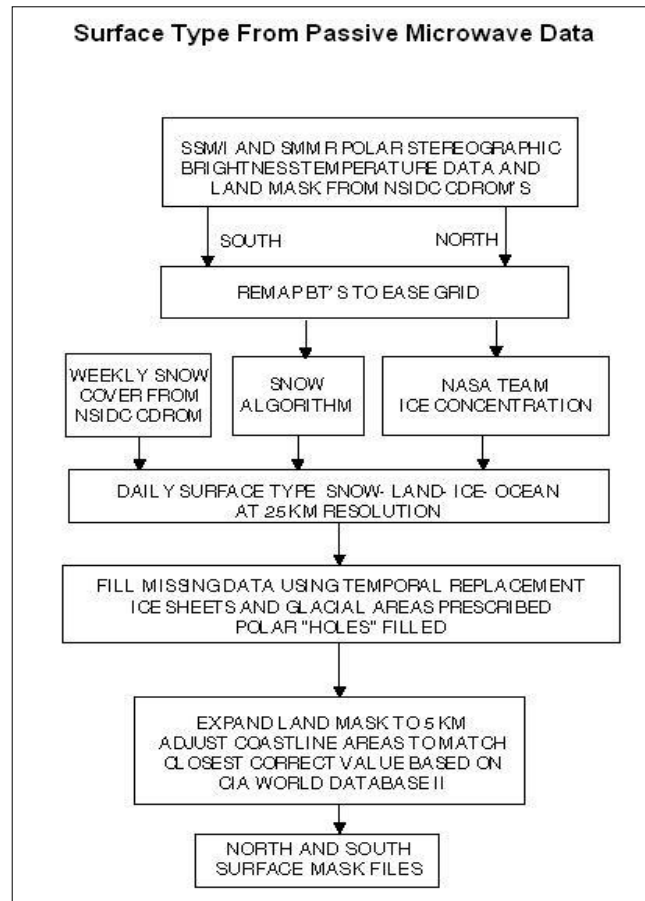 Surface Type From Passive Microwave Data
SSM/I AND SMMR POLAR STEREOGRAPHIC
BRIGHTNESS TEMPERATURE DATA AND
LAND MASK FROM NSIDC CDROM'S
SOUTH
NORTH
REMAP BT'S TO EASE GRID
WEEKLY SNOW
COVER FROM
NSIDC CDROM
SNOW
ALGORITHM
NASA TEAM
ICE CONCENTRATION
DAILY SURFACE TYPE SNOW- LAND- ICE- OCEAN
AT 25 KM RESOLUTION
FILL MISSING DATA USING TEMPORAL REPLACEMENT
ICE SHEETS AND GLACIAL AREAS PRESCRIBED
POLAR "HOLES" FILLED
EXPAND LAND MASK TO 5 KM
ADJUST COASTLINE AREAS TO MATCH
CLOSEST CORRECT VALUE BASED ON
CIA WORLD DATABASE II
NORTH AND SOUTH
SURFACE MASK FILES